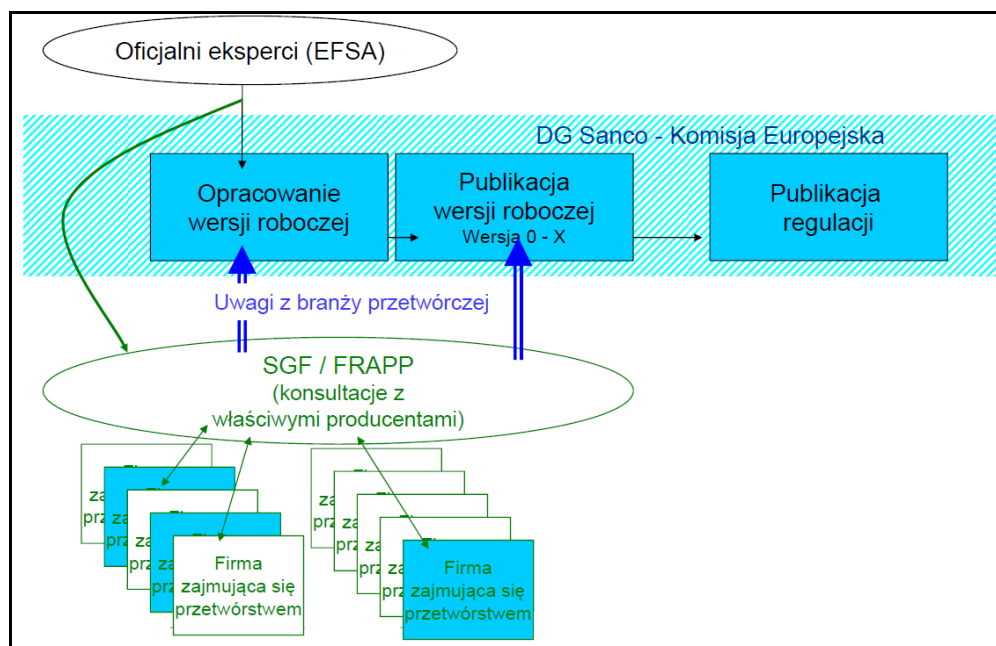 Oficjalni eksperci (EFSA)
DG Sanco - Komisja Europejska
Opracowanie
wersji roboczej
Publikacja
wersji roboczej
Wersja 0 - X
Publikacja
regulacji
Uwagi z branży przetwórczej
SGF / FRAPP
(konsultacje z
właściwymi producentami)
Firma
zajmująca się
przetwórstwem
Firma
zajmująca się
przetwórstwem